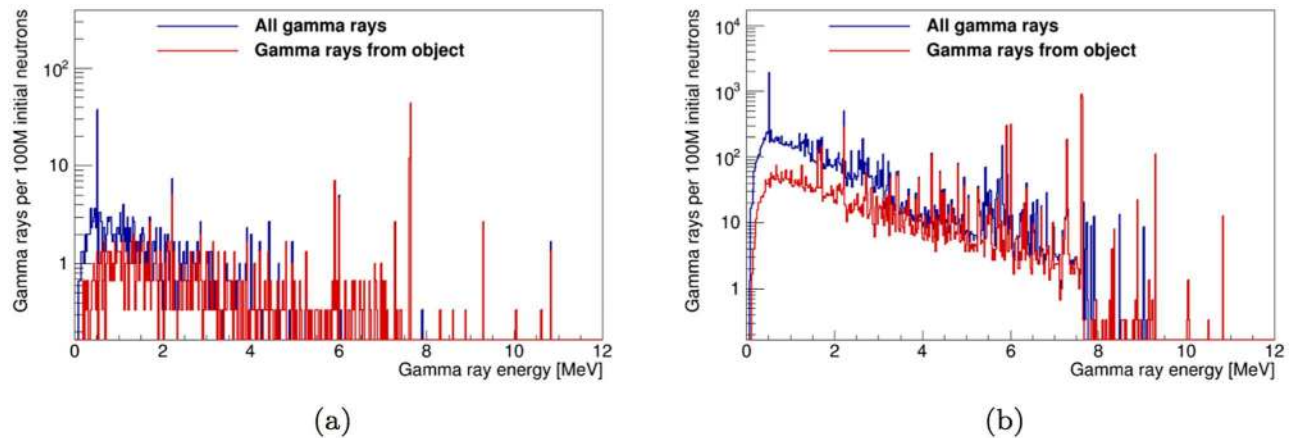 Gamma rays per 100M initial neutrons
10²
10
1
All gamma rays
Gamma rays from object
0 2 4 6 8 10 12
Gamma ray energy [MeV]
(a)
Gamma rays per 100M initial neutrons
10⁴
10³
10²
10
1
All gamma rays
Gamma rays from object
0 2 4 6 8 10 12
Gamma ray energy [MeV]
(b)